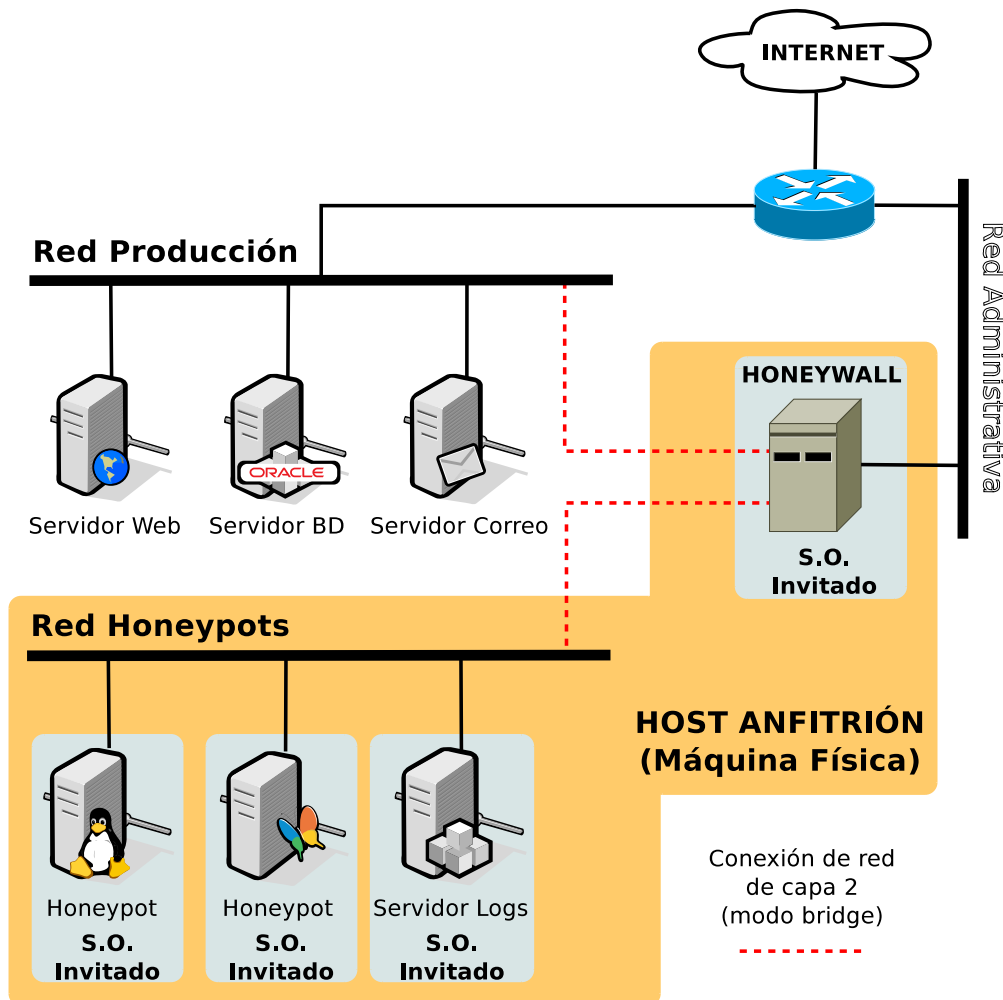 INTERNET
Red Producción
Red Administrativa
HONEYWALL
ORACLE
Servidor Web
Servidor BD
Servidor Correo
S.O.
Invitado
Red Honeypots
HOST ANFITRIÓN
(Máquina Física)
Honeypot
S.O.
Invitado
Honeypot
S.O.
Invitado
Servidor Logs
S.O.
Invitado
Conexión de red
de capa 2
(modo bridge)